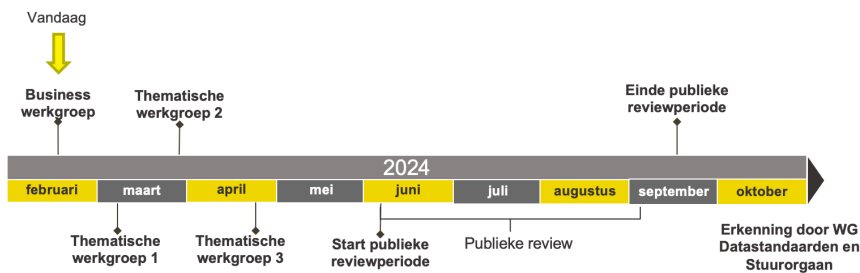 Vandaag
Business
werkgroep
Thematische
werkgroep 2
Einde publieke
reviewperiode
2024
februari
maart
april
mei
juni
juli
augustus
september
oktober
Thematische
werkgroep 1
Thematische
werkgroep 3
Start publieke
reviewperiode
Publieke review
Erkenning door WG
Datastandaarden en
Stuurorgaan